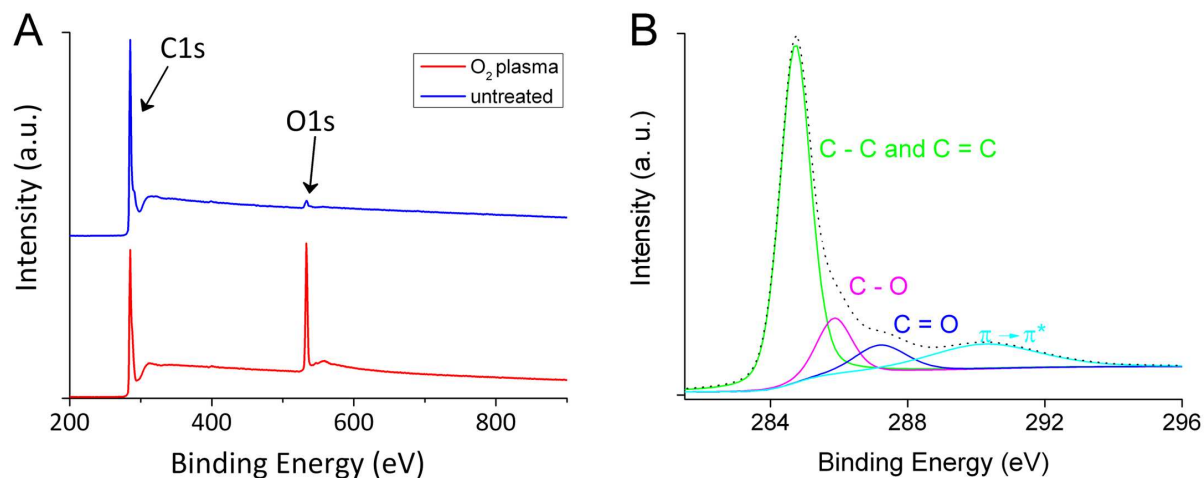 A
C1s
O1s
O₂ plasma
untreated
Intensity (a.u.)
200
400
600
800
Binding Energy (eV)
B
C - C and C = C
C - O
C = O
π → π*
Intensity (a. u.)
284
288
292
296
Binding Energy (eV)